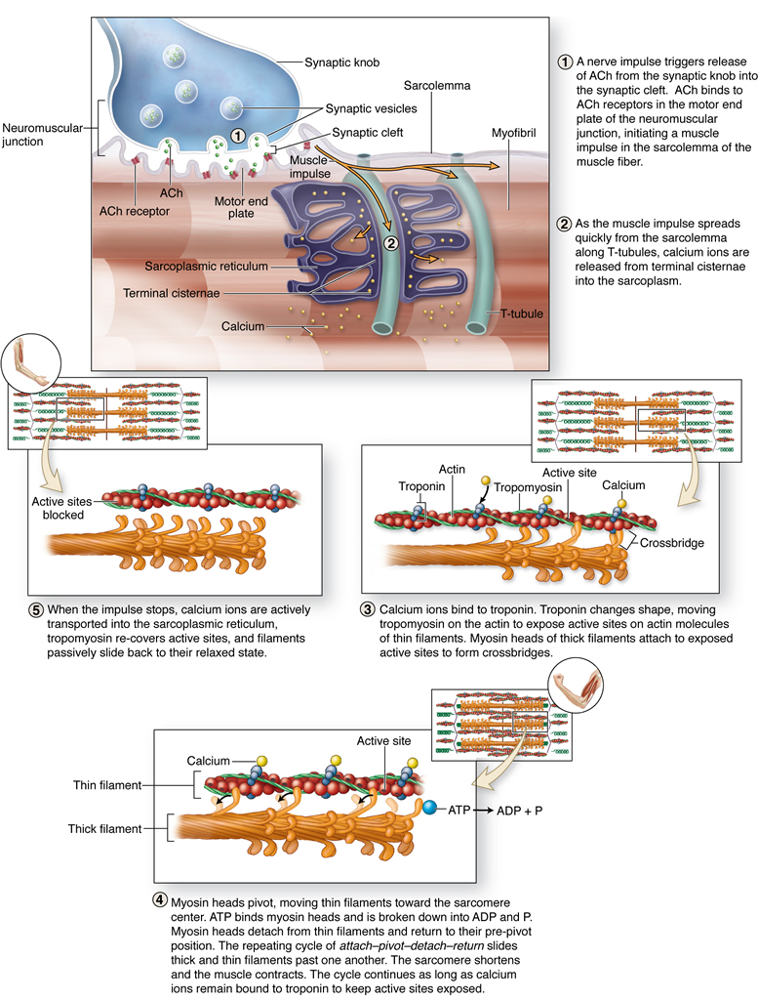 Synaptic knob
Sarcolemma
Synaptic vesicles
Neuromuscular
junction
1
Synaptic cleft
Myofibril
Muscle
impulse
ACh
ACh receptor
Motor end
plate
2
Sarcoplasmic reticulum
Terminal cisternae
Calcium
T-tubule
1 A nerve impulse triggers release
of ACh from the synaptic knob into
the synaptic cleft. ACh binds to
ACh receptors in the motor end
plate of the neuromuscular
junction, initiating a muscle
impulse in the sarcolemma of the
muscle fiber.
2 As the muscle impulse spreads
quickly from the sarcolemma
along T-tubules, calcium ions are
released from terminal cisternae
into the sarcoplasm.
Active sites
blocked
5 When the impulse stops, calcium ions are actively
transported into the sarcoplasmic reticulum,
tropomyosin re-covers active sites, and filaments
passively slide back to their relaxed state.
Actin
Active site
Troponin
Tropomyosin
Calcium
Crossbridge
3 Calcium ions bind to troponin. Troponin changes shape, moving
tropomyosin on the actin to expose active sites on actin molecules
of thin filaments. Myosin heads of thick filaments attach to exposed
active sites to form crossbridges.
Calcium
Active site
Thin filament
ATP
ADP + P
Thick filament
4 Myosin heads pivot, moving thin filaments toward the sarcomere
center. ATP binds myosin heads and is broken down into ADP and P.
Myosin heads detach from thin filaments and return to their pre-pivot
position. The repeating cycle of attach–pivot–detach–return slides
thick and thin filaments past one another. The sarcomere shortens
and the muscle contracts. The cycle continues as long as calcium
ions remain bound to troponin to keep active sites exposed.